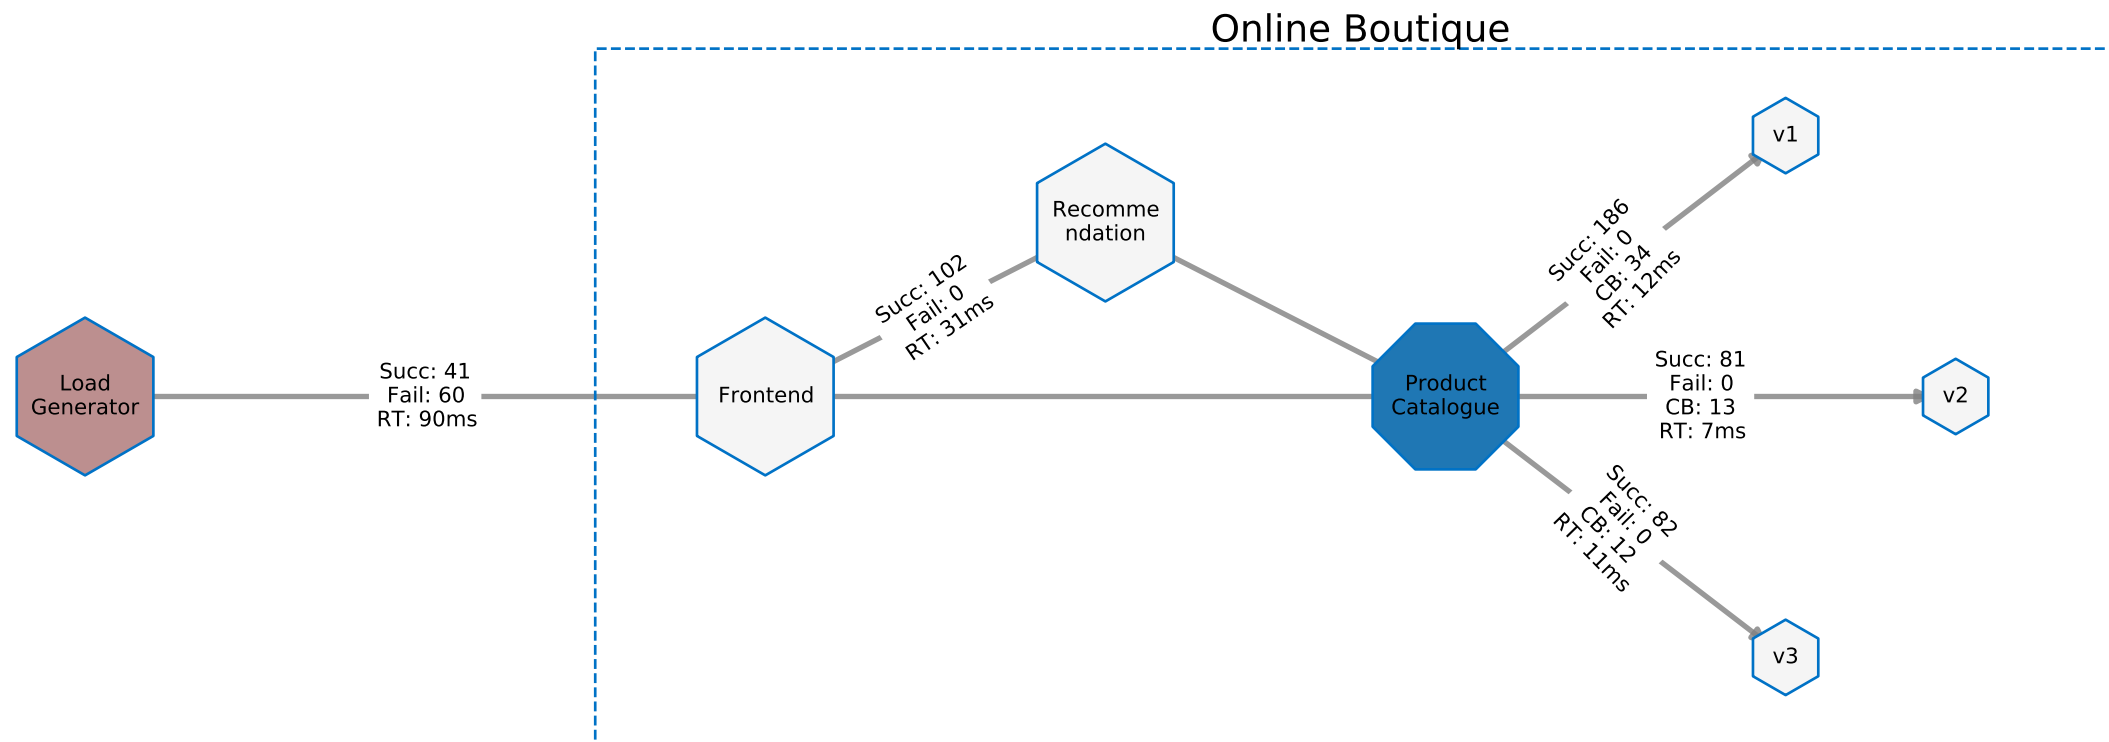 Online Boutique
Load
Generator
Succ: 41
Fail: 60
RT: 90ms
Frontend
Succ: 102
Fail: 0
RT: 31ms
Recomme
ndation
Product
Catalogue
Succ: 186
Fail: 0
CB: 34
RT: 12ms
v1
Succ: 81
Fail: 0
CB: 13
RT: 7ms
v2
Succ: 82
Fail: 0
CB: 12
RT: 11ms
v3